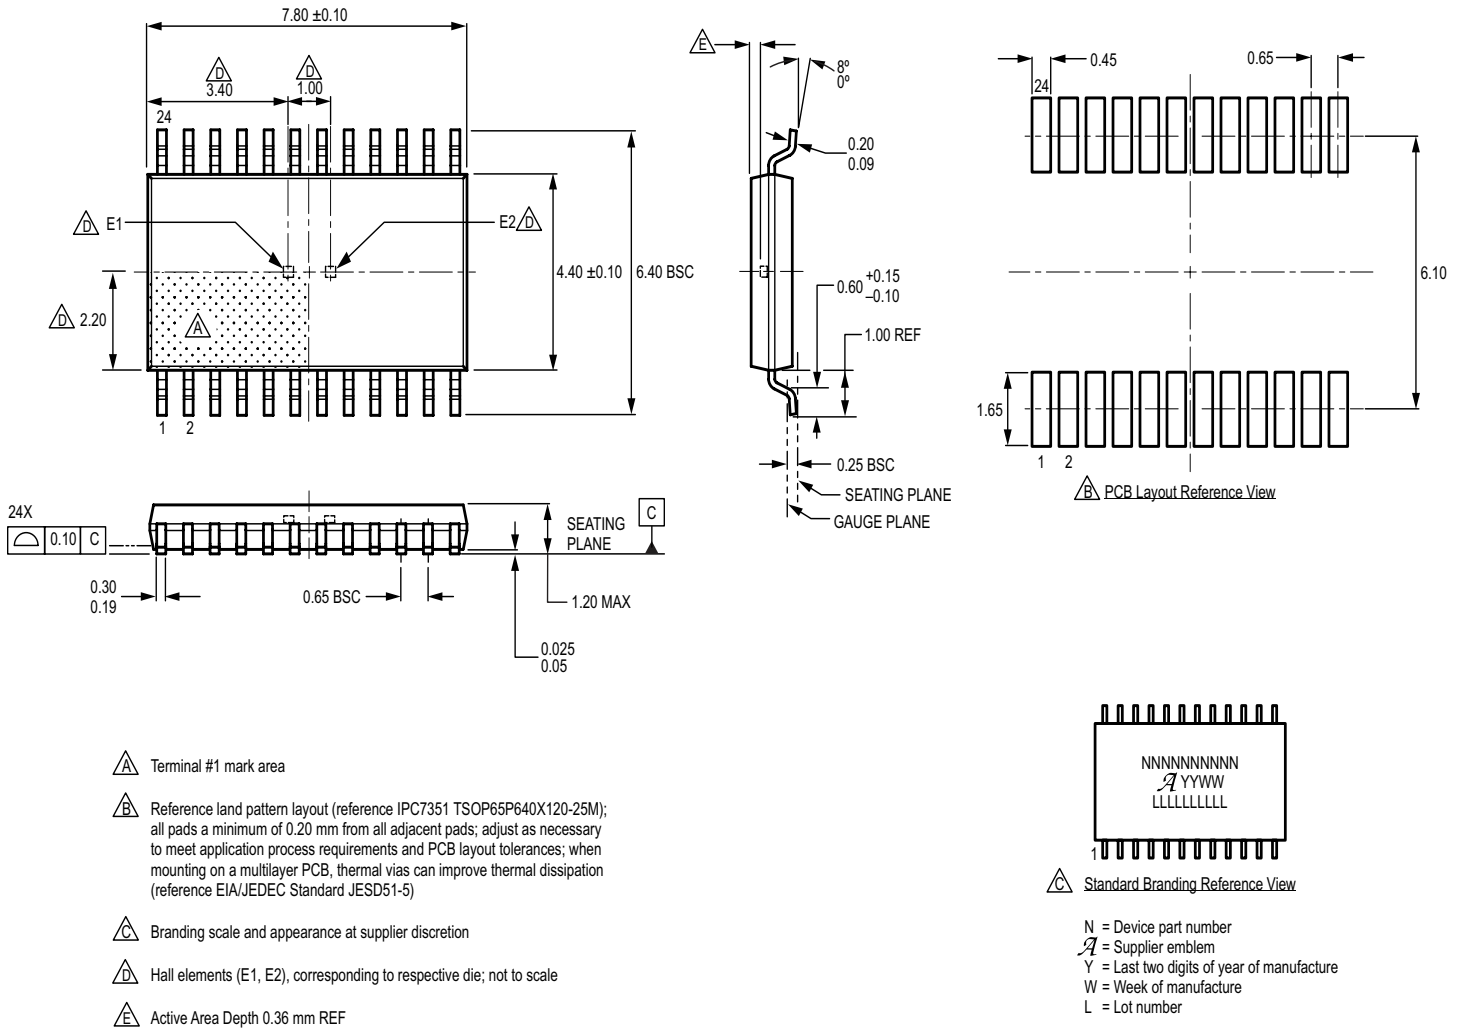 7.80 ±0.10
D
3.40
D
1.00
24
D E1
E2 D
4.40 ±0.10
6.40 BSC
D 2.20
A
1 2
E
8º
0º
0.20
0.09
0.60 +0.15
–0.10
1.00 REF
0.25 BSC
SEATING PLANE
GAUGE PLANE
0.45
0.65
24
6.10
1.65
1 2
B PCB Layout Reference View
24X
0.10 C
SEATING
PLANE
C
0.30
0.19
0.65 BSC
1.20 MAX
0.025
0.05
A Terminal #1 mark area
B Reference land pattern layout (reference IPC7351 TSOP65P640X120-25M);
all pads a minimum of 0.20 mm from all adjacent pads; adjust as necessary
to meet application process requirements and PCB layout tolerances; when
mounting on a multilayer PCB, thermal vias can improve thermal dissipation
(reference EIA/JEDEC Standard JESD51-5)
C Branding scale and appearance at supplier discretion
D Hall elements (E1, E2), corresponding to respective die; not to scale
E Active Area Depth 0.36 mm REF
NNNNNNNNNN
A YYWW
LLLLLLLLLL
1
C Standard Branding Reference View
N = Device part number
A = Supplier emblem
Y = Last two digits of year of manufacture
W = Week of manufacture
L = Lot number